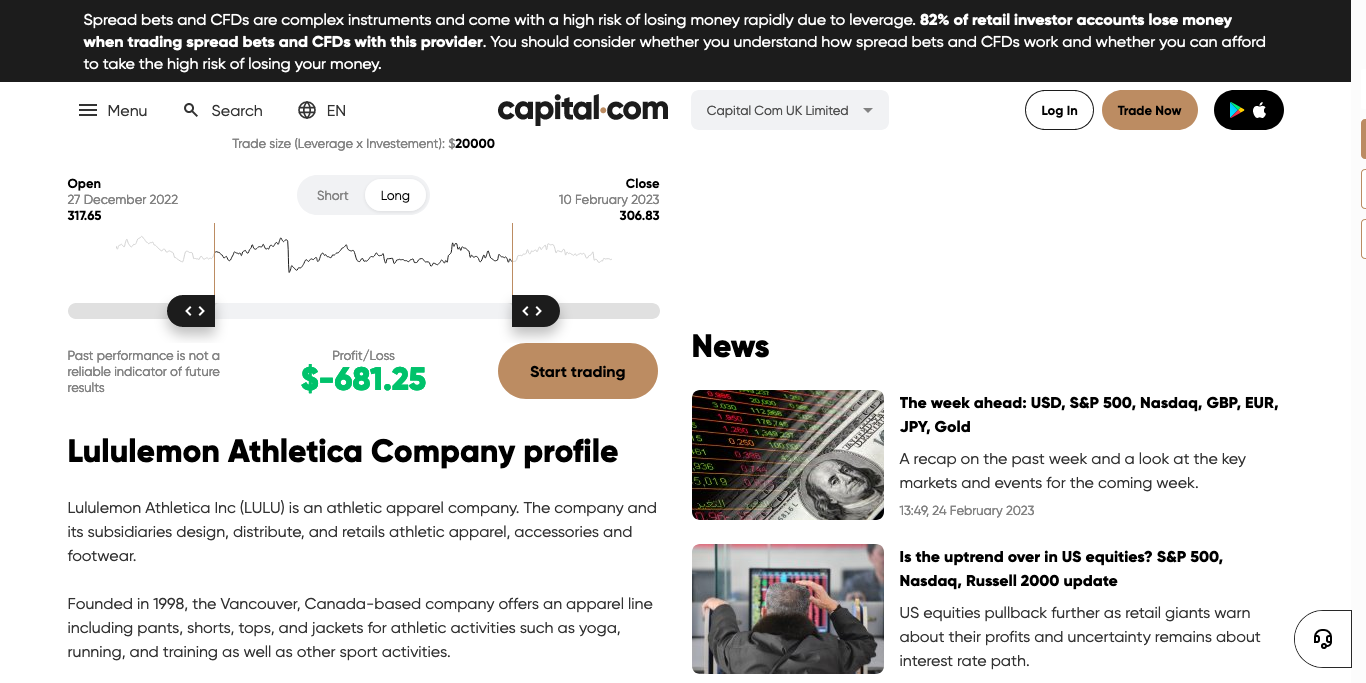 Spread bets and CFDs are complex instruments and come with a high risk of losing money rapidly due to leverage. 82% of retail investor accounts lose money
when trading spread bets and CFDs with this provider. You should consider whether you understand how spread bets and CFDs work and whether you can afford
to take the high risk of losing your money.
Menu
Search
EN
capital.com
Capital Com UK Limited
Log In
Trade Now
Trade size (Leverage x Investement): $20000
Open
27 December 2022
317.65
Short
Long
Close
10 February 2023
306.83
Past performance is not a
reliable indicator of future
results
Profit/Loss
$-681.25
Start trading
Lululemon Athletica Company profile
Lululemon Athletica Inc (LULU) is an athletic apparel company. The company and
its subsidiaries design, distribute, and retails athletic apparel, accessories and
footwear.
Founded in 1998, the Vancouver, Canada-based company offers an apparel line
including pants, shorts, tops, and jackets for athletic activities such as yoga,
running, and training as well as other sport activities.
News
The week ahead: USD, S&P 500, Nasdaq, GBP, EUR,
JPY, Gold
A recap on the past week and a look at the key
markets and events for the coming week.
13:49, 24 February 2023
Is the uptrend over in US equities? S&P 500,
Nasdaq, Russell 2000 update
US equities pullback further as retail giants warn
about their profits and uncertainty remains about
interest rate path.